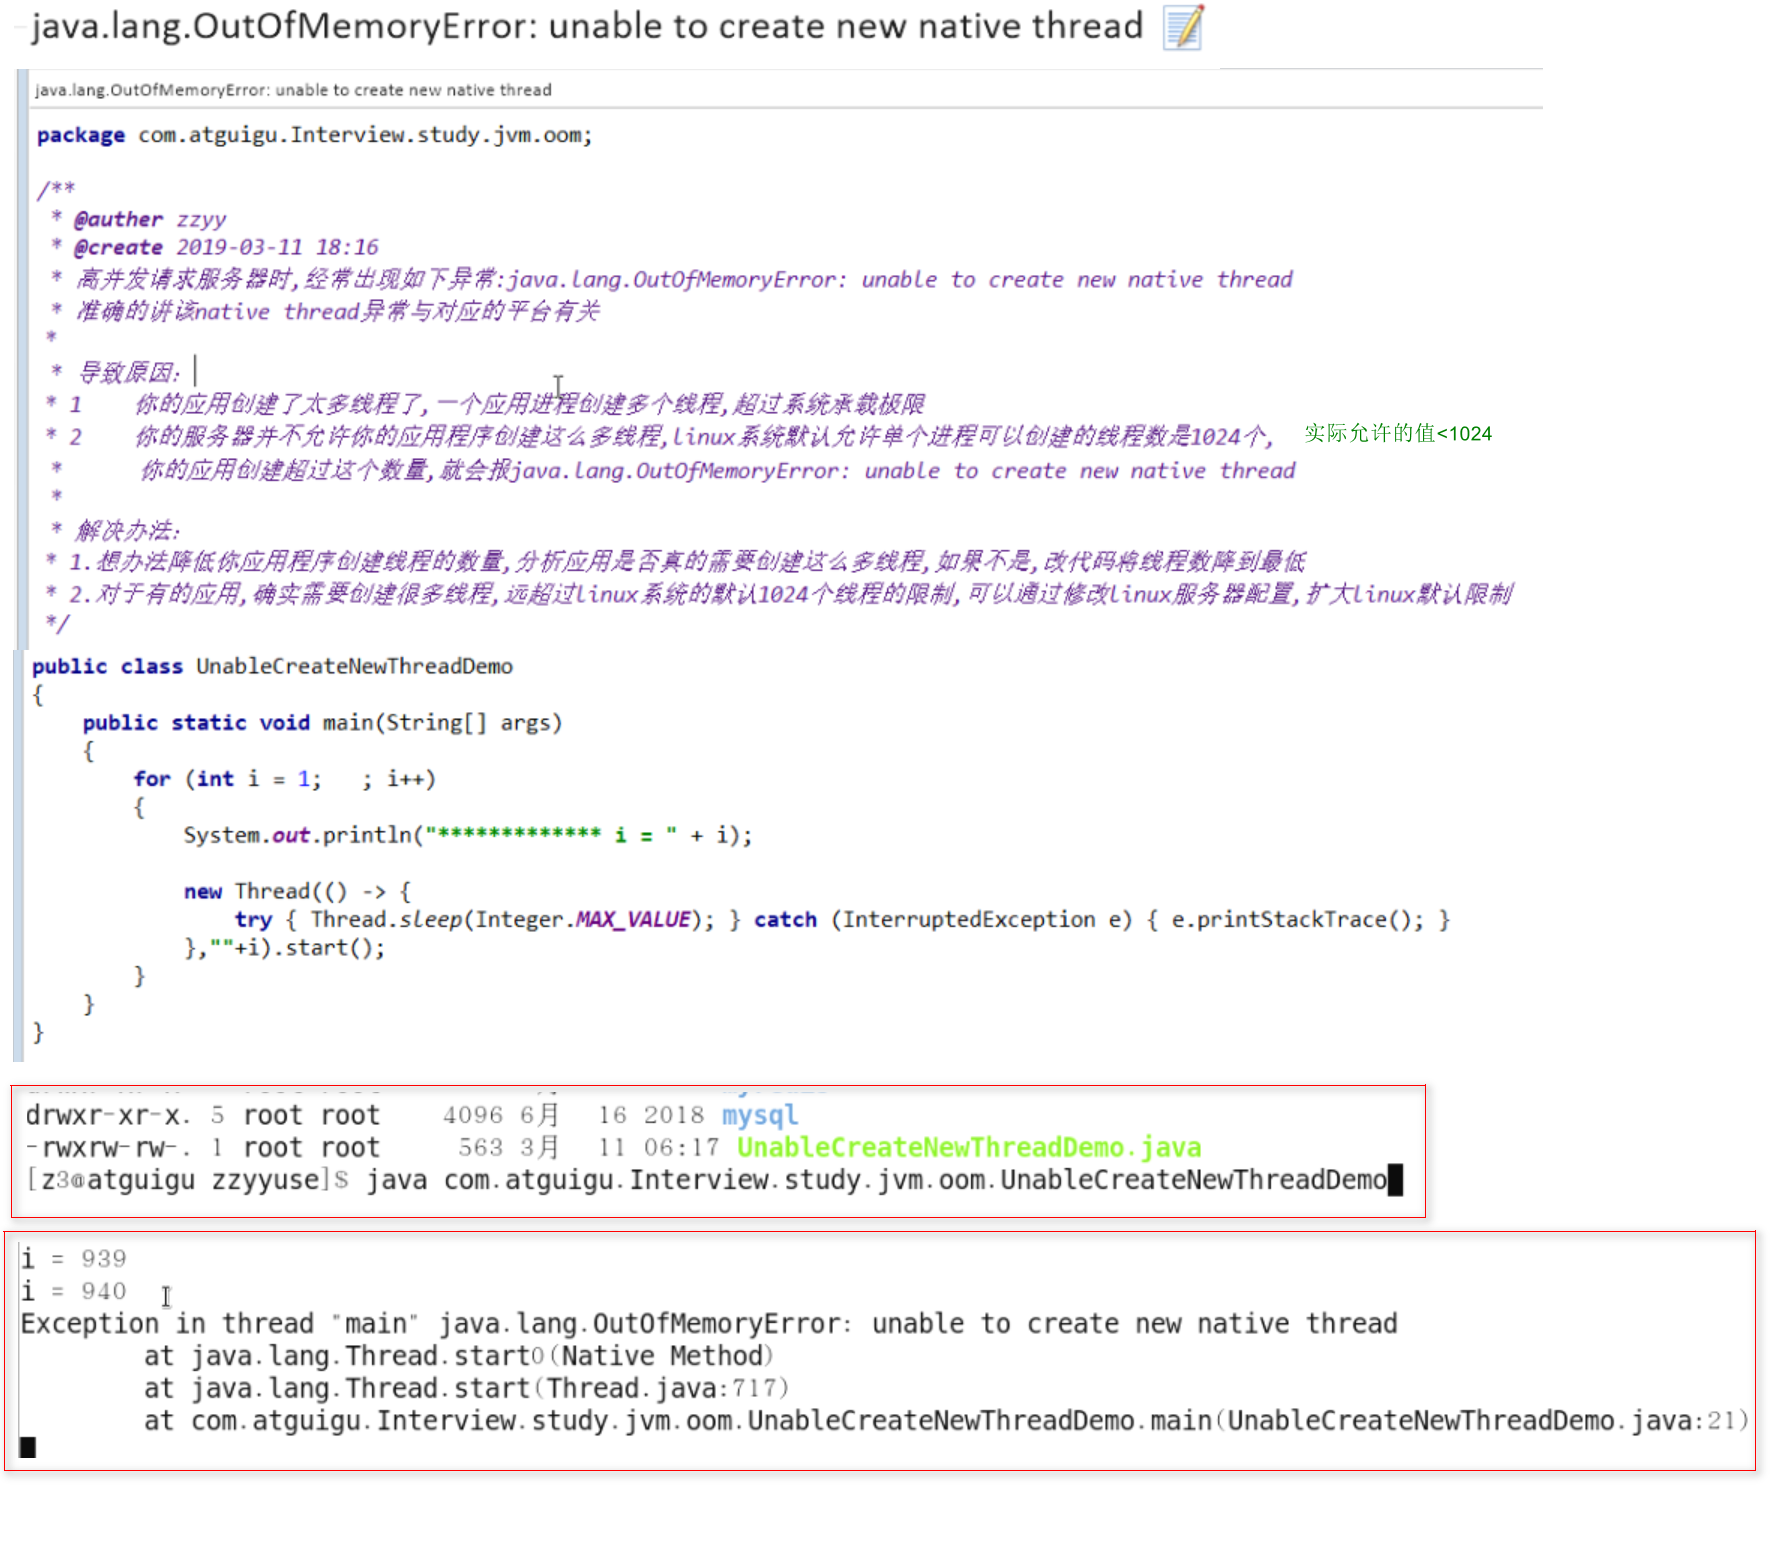 java.lang.OutOfMemoryError: unable to create new native thread
java.lang.OutOfMemoryError: unable to create new native thread
package com.atguigu.Interview.study.jvm.oom;
/**
 * @auther zzyy
 * @create 2019-03-11 18:16
 * 高并发请求服务器时,经常出现如下异常:java.lang.OutOfMemoryError: unable to create new native thread
 * 准确的讲该native thread异常与对应的平台有关
 *
 * 导致原因:
 * 1 你的应用创建了太多线程了,一个应用进程创建多个线程,超过系统承载极限
 * 2 你的服务器并不允许你的应用程序创建这么多线程,linux系统默认允许单个进程可以创建的线程数是1024个, 实际允许的值<1024
 * 你的应用创建超过这个数量,就会报java.lang.OutOfMemoryError: unable to create new native thread
 *
 * 解决办法:
 * 1.想办法降低你应用程序创建线程的数量,分析应用是否真的需要创建这么多线程,如果不是,改代码将线程数降到最低
 * 2.对于有的应用,确实需要创建很多线程,远超过linux系统的默认1024个线程的限制,可以通过修改linux服务器配置,扩大linux默认限制
 */
public class UnableCreateNewThreadDemo
{
    public static void main(String[] args)
    {
        for (int i = 1;   ; i++)
        {
            System.out.println("************* i = " + i);
            new Thread(() -> {
                try { Thread.sleep(Integer.MAX_VALUE); } catch (InterruptedException e) { e.printStackTrace(); }
            },""+i).start();
        }
    }
}
drwxr-xr-x. 5 root root 4096 6月 16 2018 mysql
-rwxrw-rw-. 1 root root 563 3月 11 06:17 UnableCreateNewThreadDemo.java
[z3@atguigu zzyyuse]$ java com.atguigu.Interview.study.jvm.oom.UnableCreateNewThreadDemo
i = 939
i = 940
Exception in thread "main" java.lang.OutOfMemoryError: unable to create new native thread
        at java.lang.Thread.start0(Native Method)
        at java.lang.Thread.start(Thread.java:717)
        at com.atguigu.Interview.study.jvm.oom.UnableCreateNewThreadDemo.main(UnableCreateNewThreadDemo.java:21)